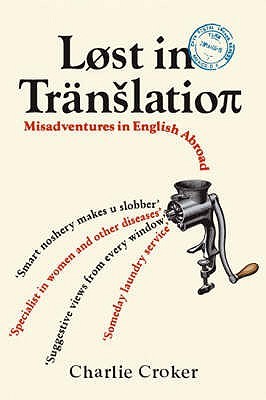 Løst in
Tränšlatioπ
Misadventures in English Abroad
'Smart noshery makes u slobber'
'Specialist in women and other diseases'
'Suggestive views from every window'
'Someday laundry service'
Charlie Croker